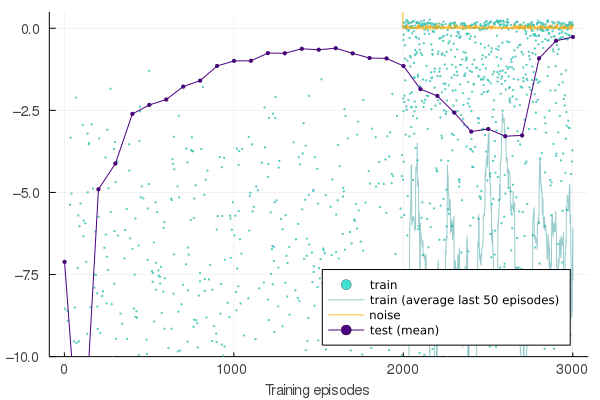 0.0
−2.5
−5.0
−7.5
−10.0
train
train (average last 50 episodes)
noise
test (mean)
0
1000
2000
3000
Training episodes